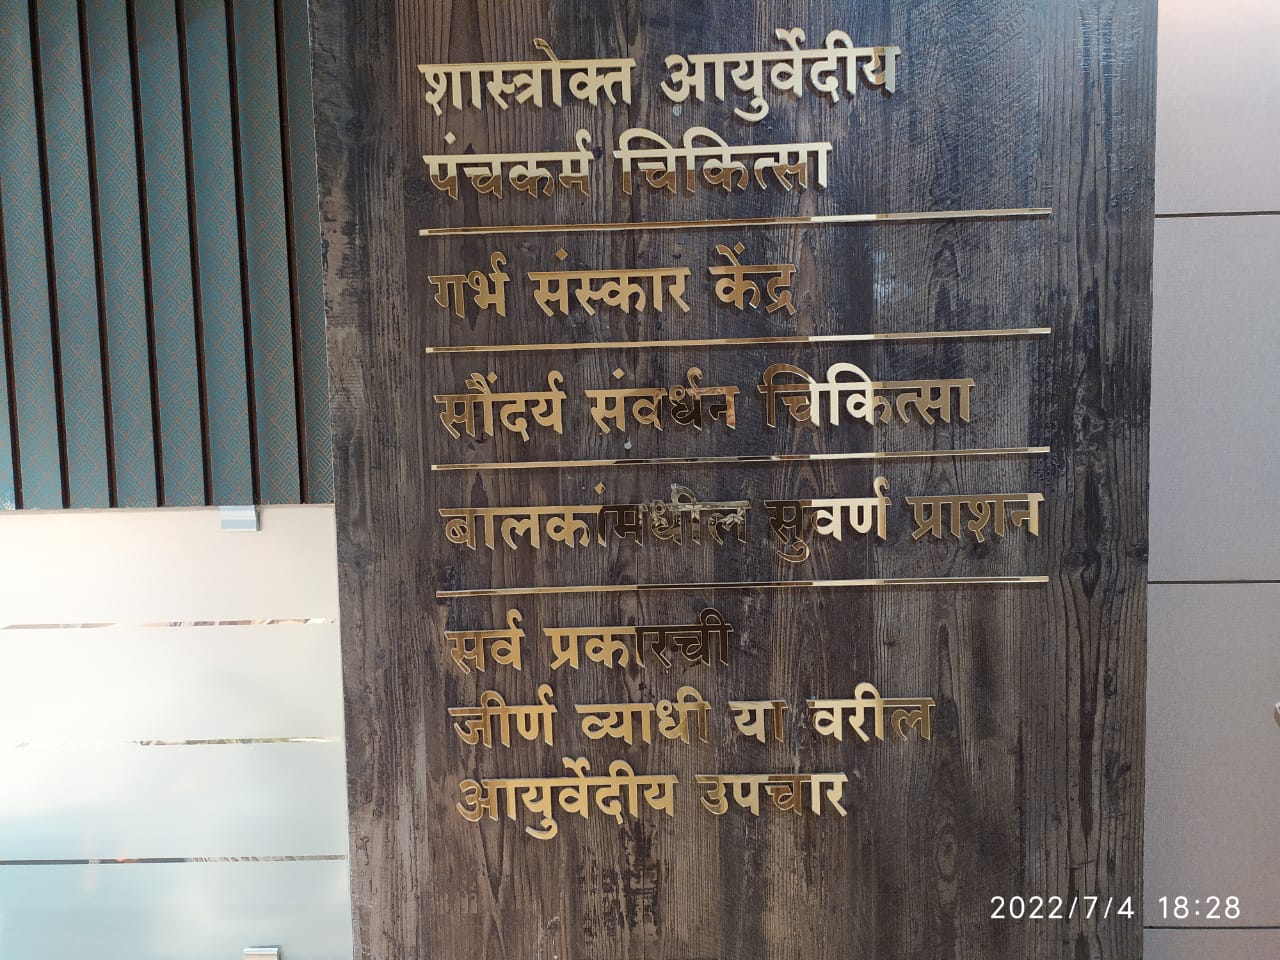 शास्त्रोक्त आयुर्वेदीय
पंचकर्म चिकित्सा
गर्भ संस्कार केंद्र
सौंदर्य संवर्धन चिकित्सा
बालकांमधील सुवर्ण प्राशन
सर्व प्रकारची
जीर्ण व्याधी या वरील
आयुर्वेदीय उपचार
2022/7/4 18:28